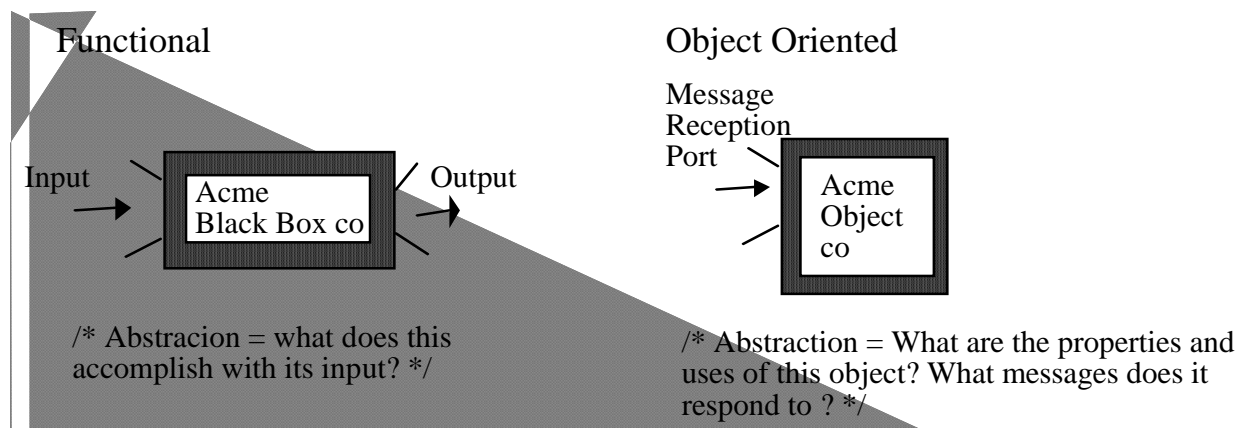 Functional
Input
Acme
Black Box co
Output
/* Abstracion = what does this
accomplish with its input? */
Object Oriented
Message
Reception
Port
Acme
Object
co
/* Abstraction = What are the properties and
uses of this object? What messages does it
respond to ? */